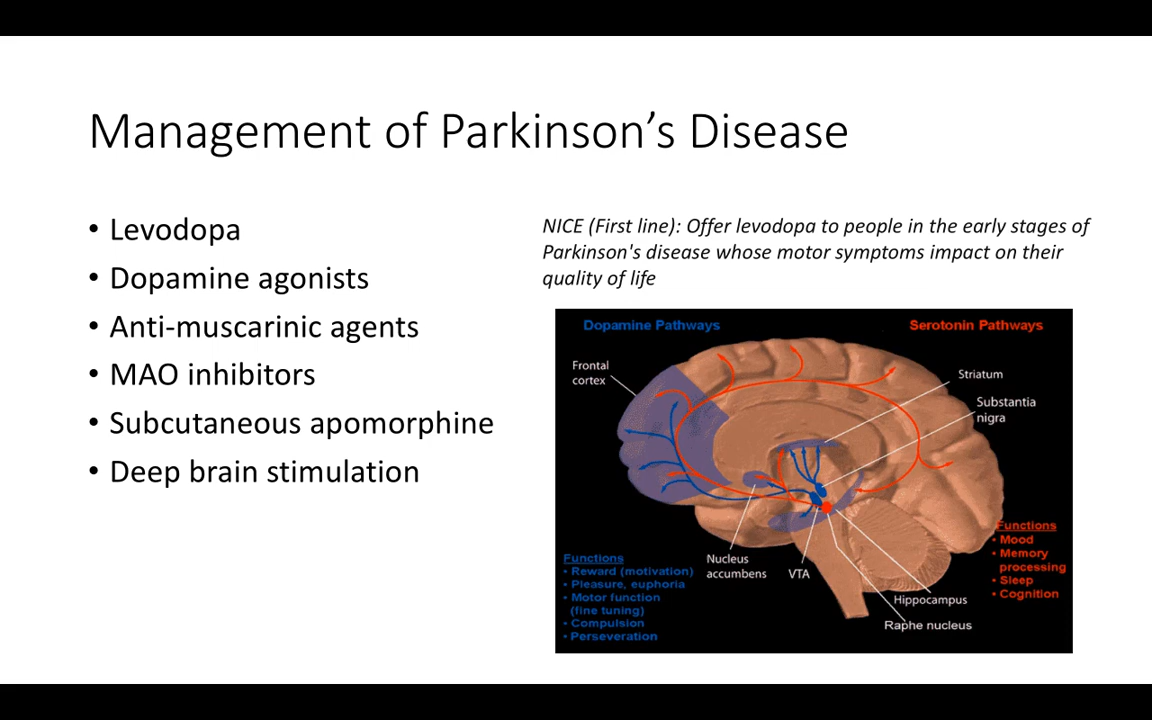 Management of Parkinson’s Disease
• Levodopa
• Dopamine agonists
• Anti-muscarinic agents
• MAO inhibitors
• Subcutaneous apomorphine
• Deep brain stimulation
NICE (First line): Offer levodopa to people in the early stages of
Parkinson's disease whose motor symptoms impact on their
quality of life
Dopamine Pathways
Serotonin Pathways
Frontal
cortex
Striatum
Substantia
nigra
Nucleus
accumbens
VTA
Hippocampus
Raphe nucleus
Functions
• Reward (motivation)
• Pleasure, euphoria
• Motor function
(fine tuning)
• Compulsion
• Perseveration
Functions
• Mood
• Memory
processing
• Sleep
• Cognition